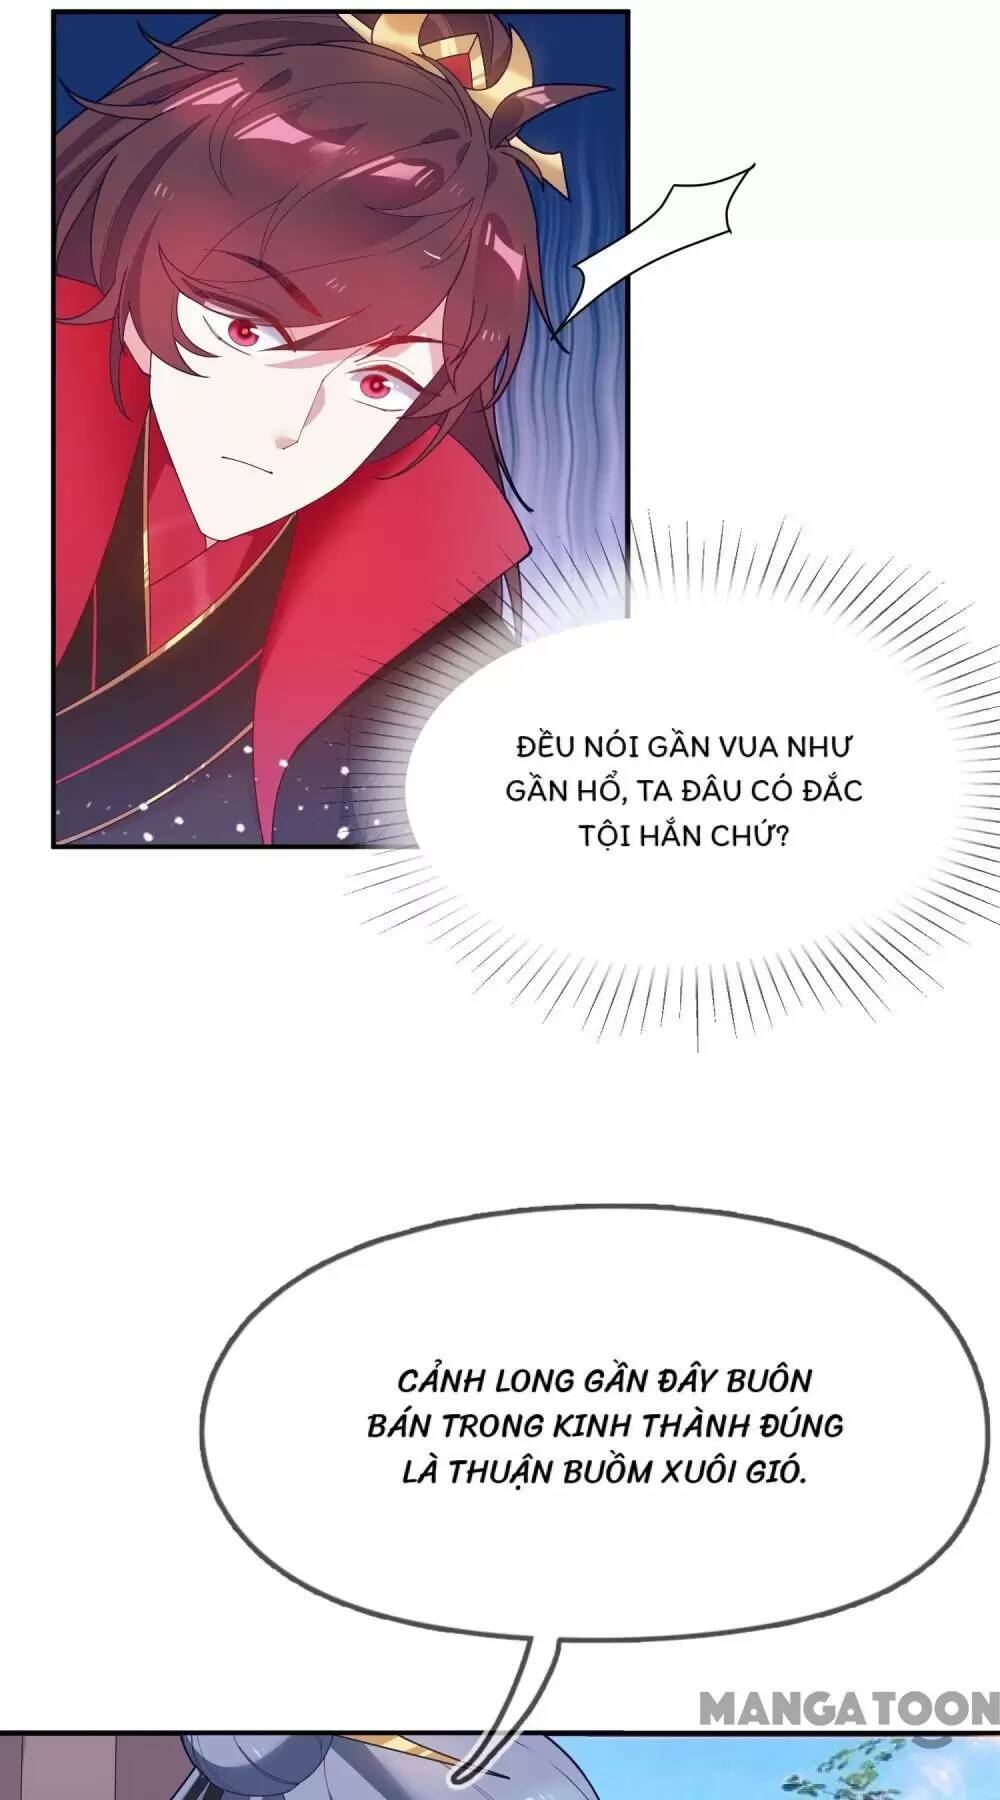 ĐỀU NÓI GẦN VUA NHƯ
GẦN HỔ, TA ĐÂU CÓ ĐẮC
TỘI HẮN CHỨ?
CẢNH LONG GẦN ĐÂY BUÔN
BÁN TRONG KINH THÀNH ĐÚNG
LÀ THUẬN BUỒM XUÔI GIÓ.
MANGATOON